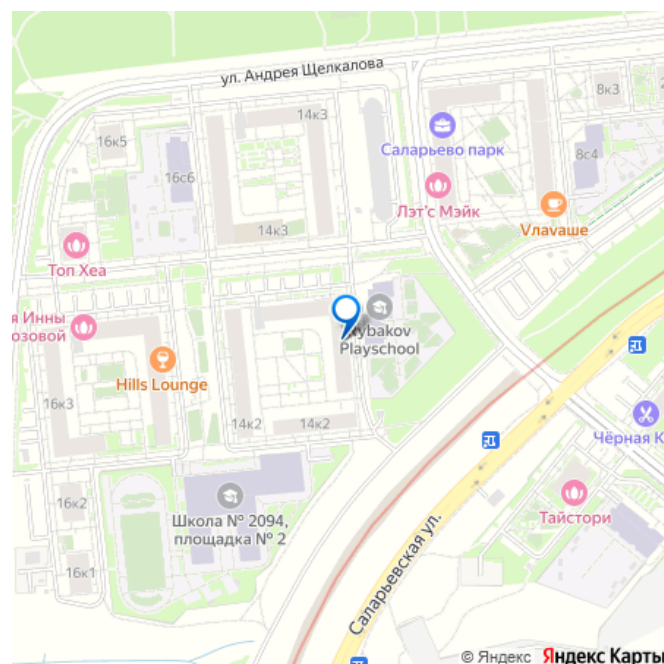 ул. Андрея Щелкалова
8к3
14к3
16к5
Саларьево парк
8с4
16с6
Лэт'с Мэйк
Vлаvаше
14к3
Топ Хеа
я Инны
озовой
Rybakov
Playschool
Hills Lounge
16к3
14к2
14к2
Чёрная К
Тайстори
16к2
Школа № 2094,
площадка № 2
Саларьевская ул.
16к1
© Яндекс Яндекс Карты